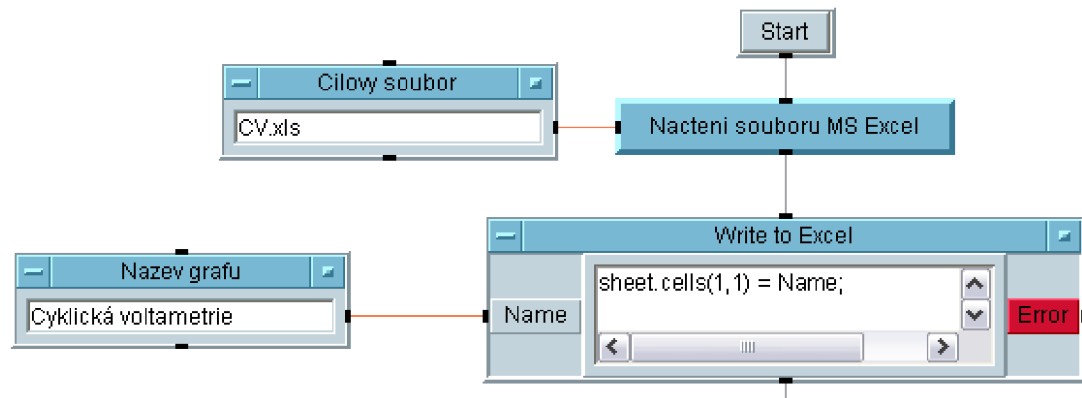 Start
Cilovy soubor
CV.xls
Nacteni souboru MS Excel
Write to Excel
Nazev grafu
sheet.cells(1,1) = Name;
Cyklická voltametrie
Name
Error